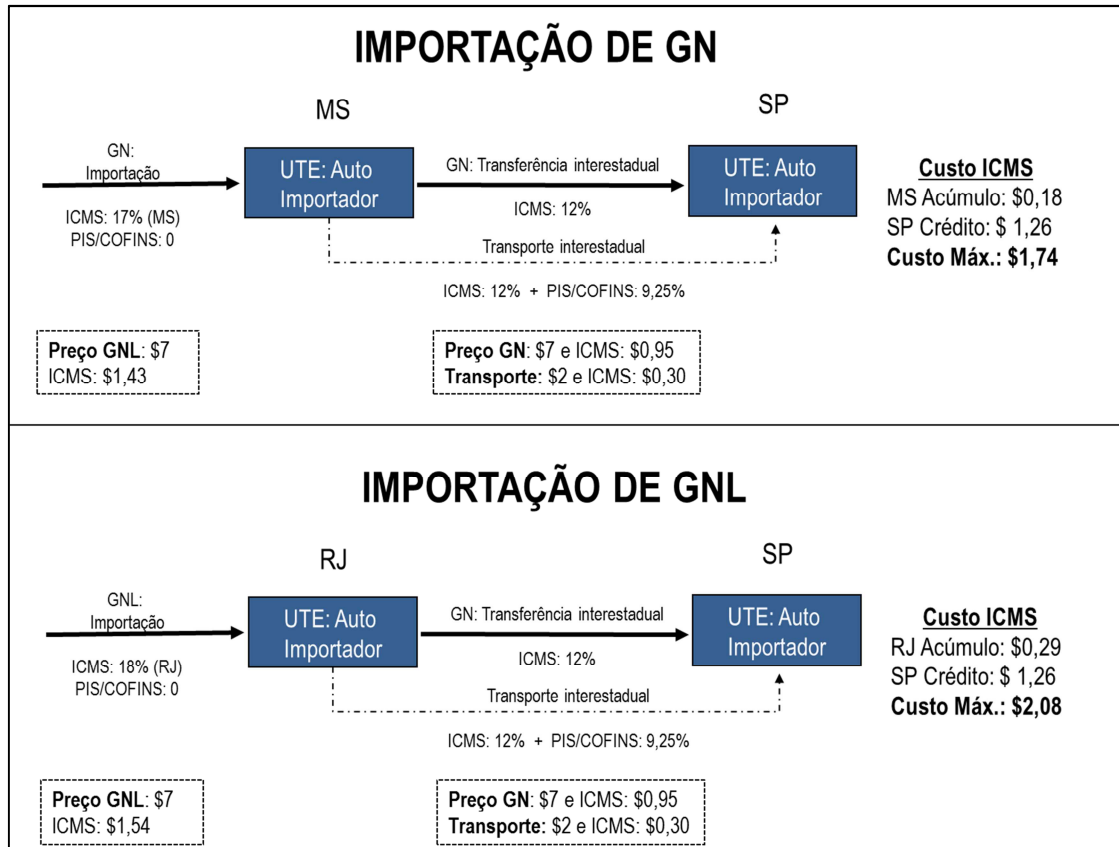 IMPORTAÇÃO DE GN
MS
SP
GN:
Importação
ICMS: 17% (MS)
PIS/COFINS: 0
UTE: Auto
Importador
GN: Transferência interestadual
ICMS: 12%
Transporte interestadual
ICMS: 12% + PIS/COFINS: 9,25%
UTE: Auto
Importador
Custo ICMS
MS Acúmulo: $0,18
SP Crédito: $ 1,26
Custo Máx.: $1,74
Preço GNL: $7
ICMS: $1,43
Preço GN: $7 e ICMS: $0,95
Transporte: $2 e ICMS: $0,30
IMPORTAÇÃO DE GNL
RJ
SP
GNL:
Importação
ICMS: 18% (RJ)
PIS/COFINS: 0
UTE: Auto
Importador
GN: Transferência interestadual
ICMS: 12%
Transporte interestadual
ICMS: 12% + PIS/COFINS: 9,25%
UTE: Auto
Importador
Custo ICMS
RJ Acúmulo: $0,29
SP Crédito: $ 1,26
Custo Máx.: $2,08
Preço GNL: $7
ICMS: $1,54
Preço GN: $7 e ICMS: $0,95
Transporte: $2 e ICMS: $0,30